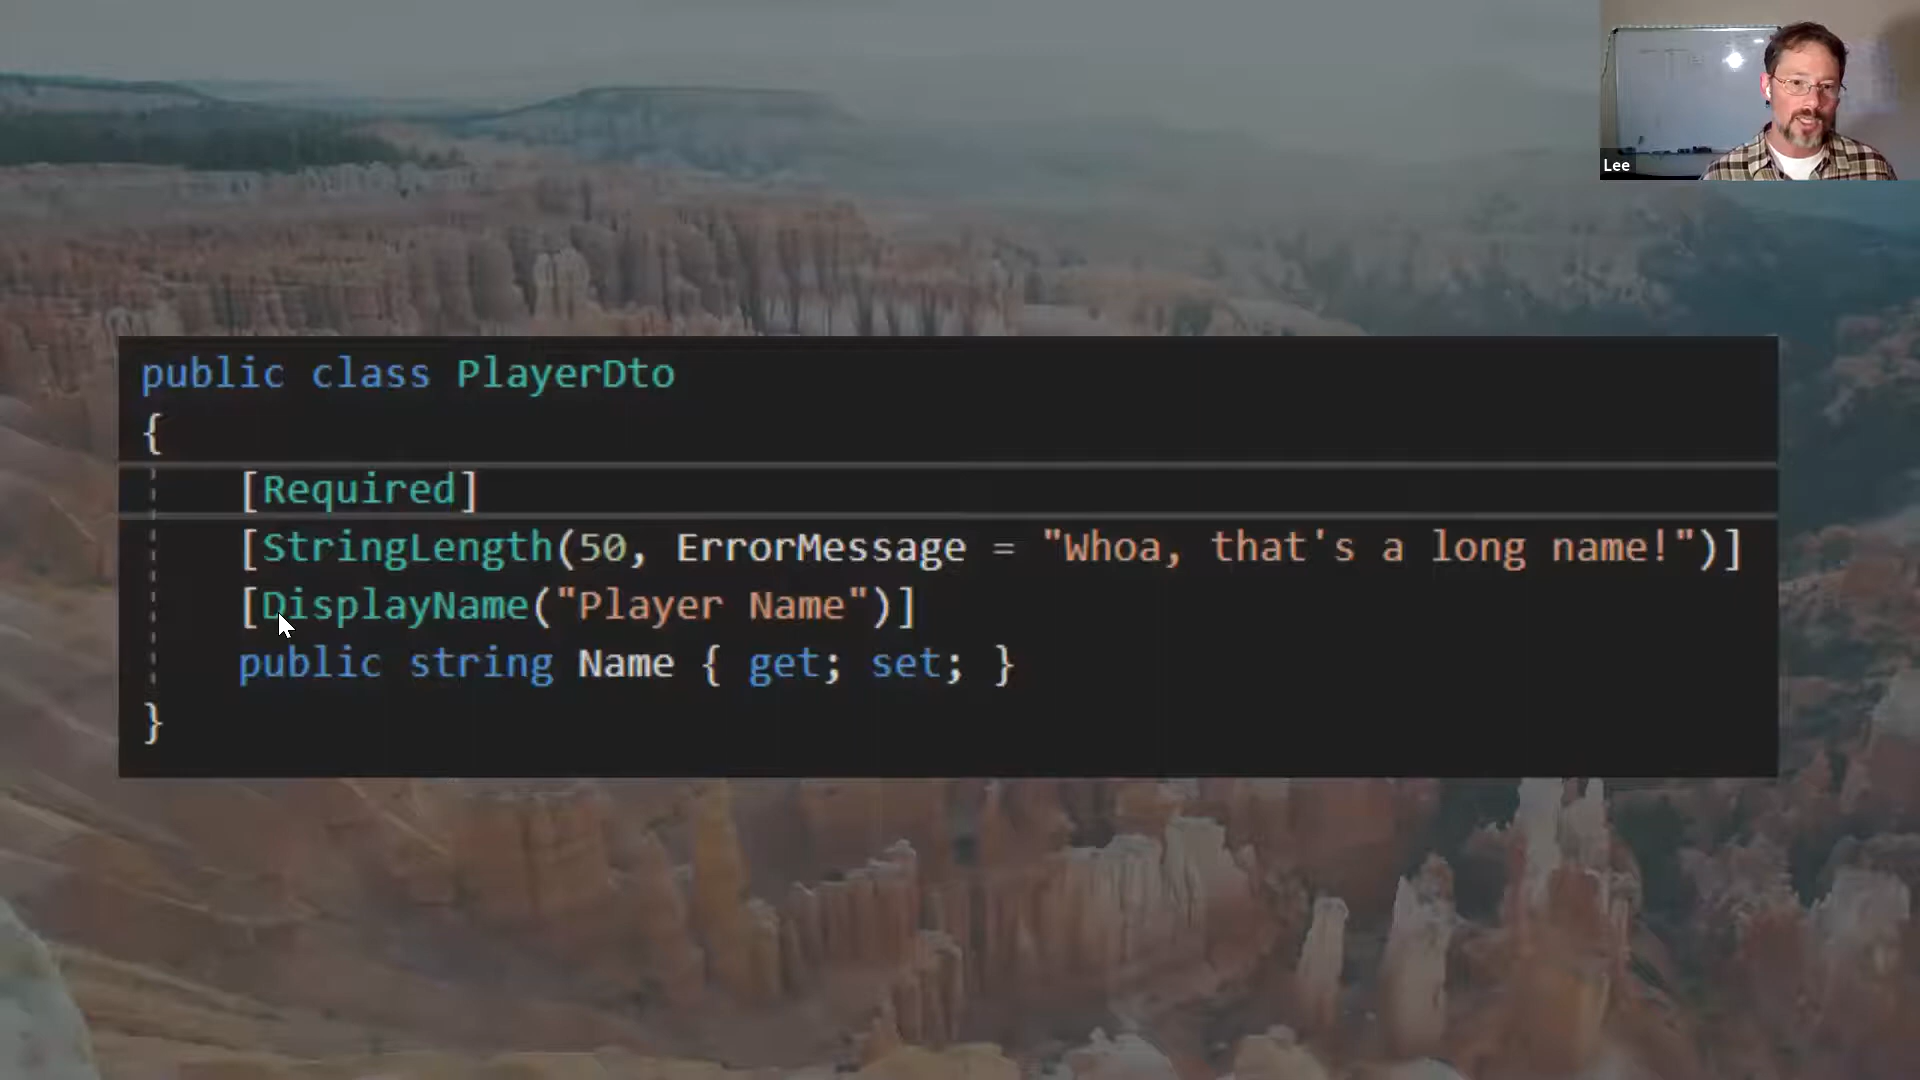 Lee
public class PlayerDto
{
[Required]
[StringLength(50, ErrorMessage = "Whoa, that's a long name!")]
[DisplayName("Player Name")]
public string Name { get; set; }
}